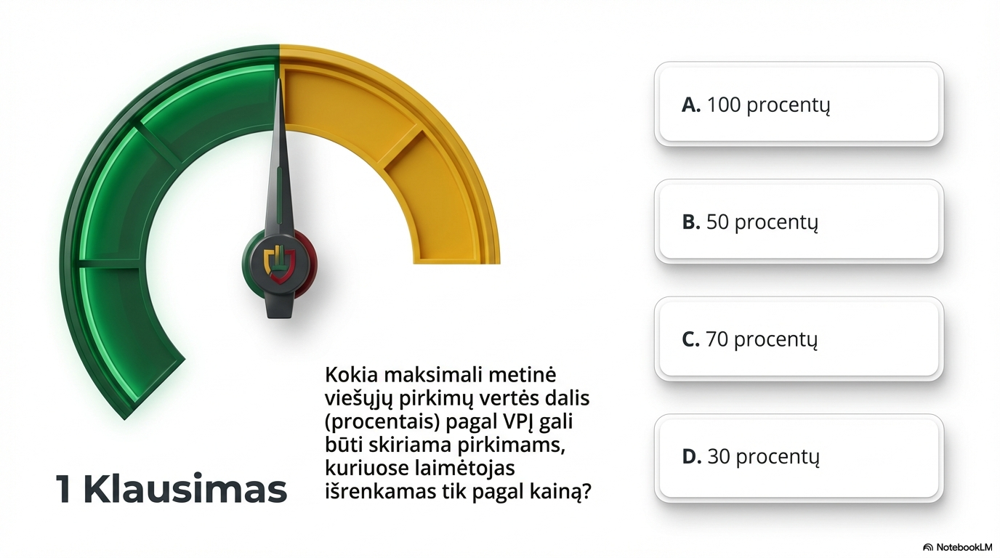 1 Klausimas
Kokia maksimali metinė
viešųjų pirkimų vertės dalis
(procentais) pagal VPĮ gali
būti skiriama pirkimams,
kuriuose laimėtojas
išrenkamas tik pagal kainą?
A. 100 procentų
B. 50 procentų
C. 70 procentų
D. 30 procentų
NotebookLM